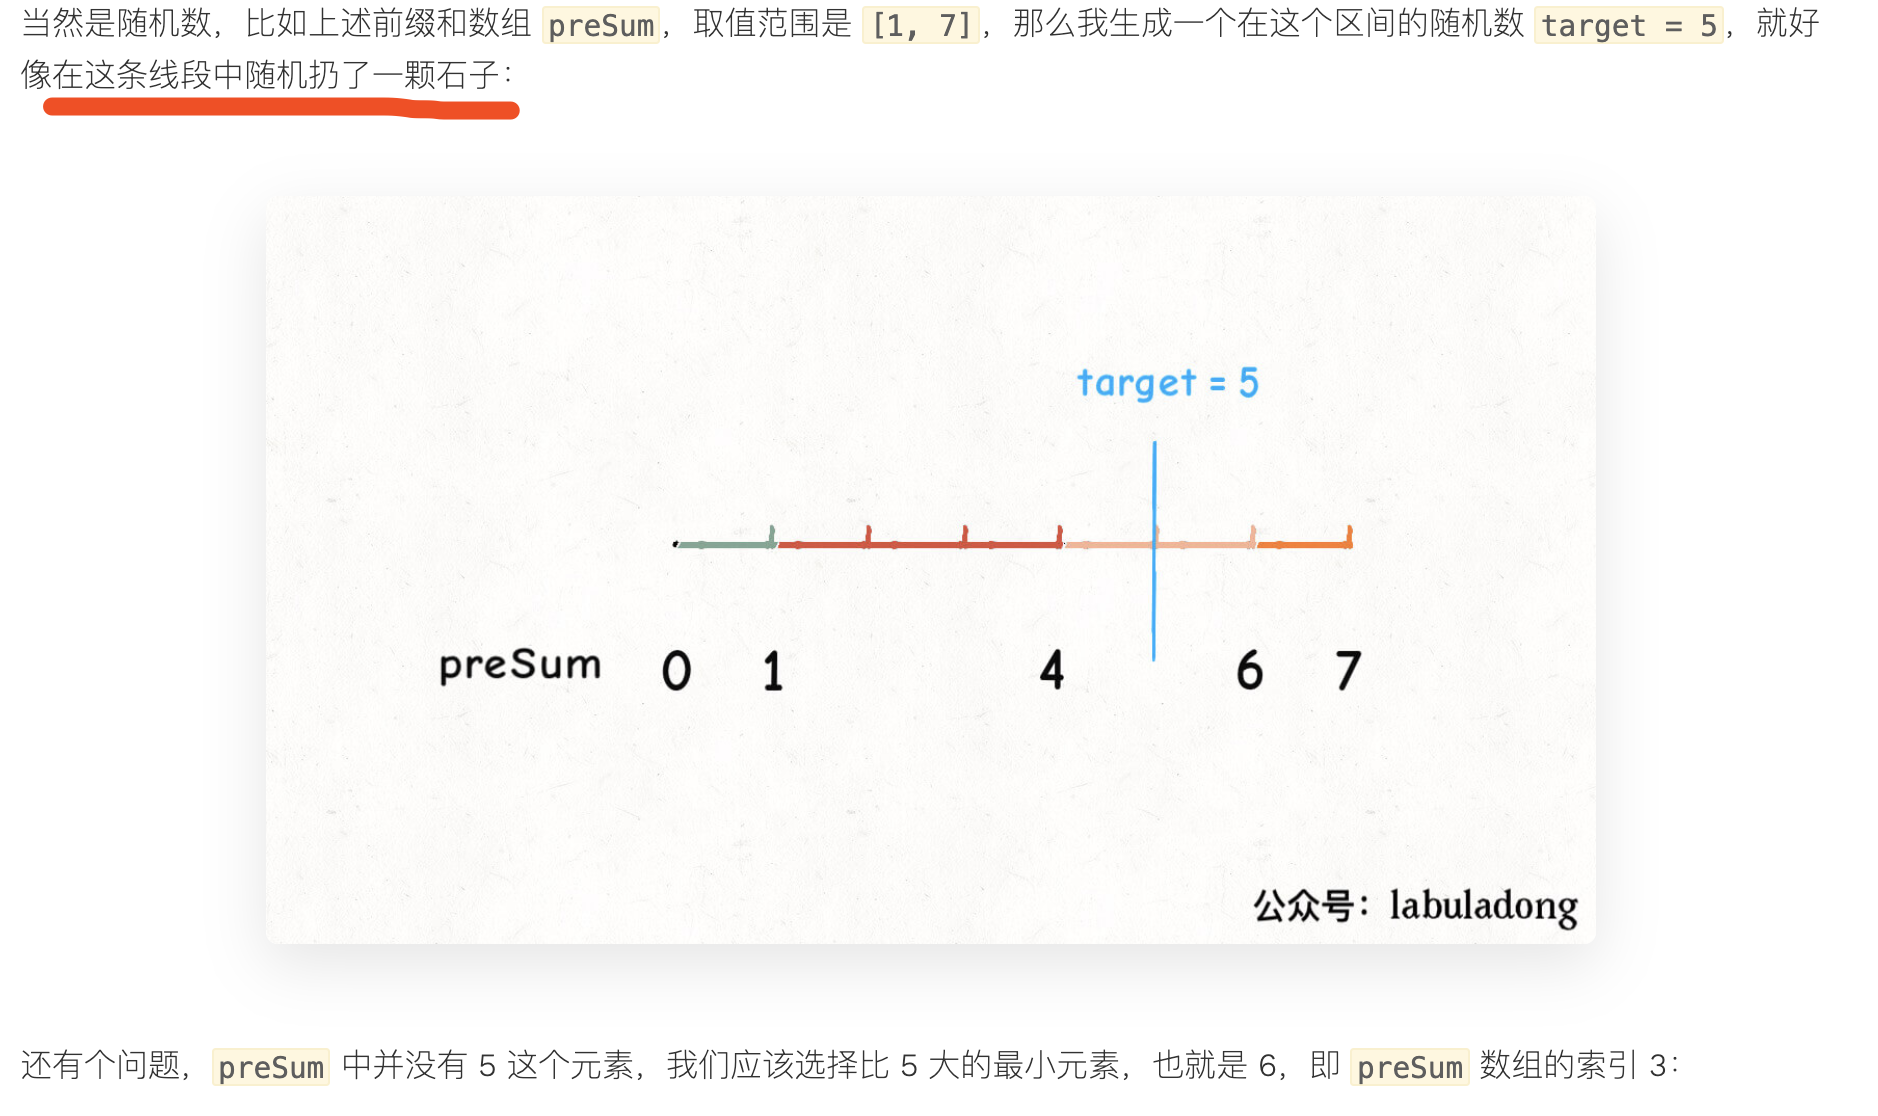 当然是随机数，比如上述前缀和数组 preSum，取值范围是 [1, 7]，那么我生成一个在这个区间的随机数 target = 5，就好
像在这条线段中随机扔了一颗石子：
target = 5
preSum 0 1 4 6 7
公众号：labuladong
还有个问题，preSum 中并没有 5 这个元素，我们应该选择比 5 大的最小元素，也就是 6，即 preSum 数组的索引 3：